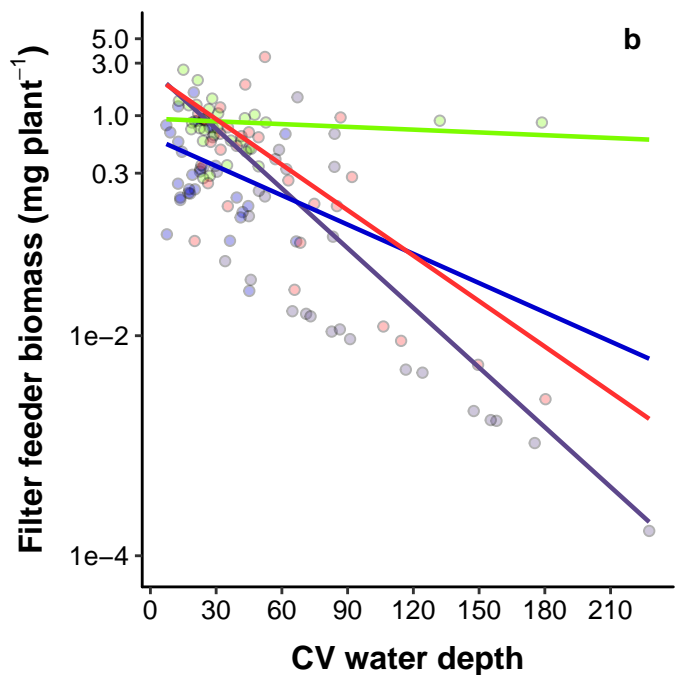 b
Filter feeder biomass (mg plant⁻¹)
5.0
3.0
1.0
0.3
1e−2
1e−4
0 30 60 90 120 150 180 210
CV water depth